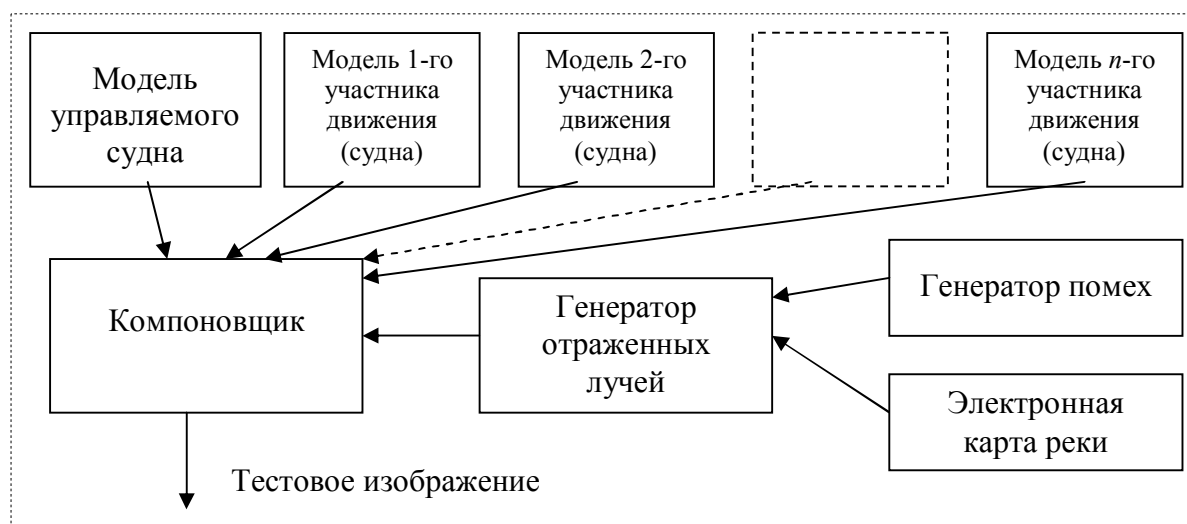 Модель
управляемого
судна
Модель 1-го
участника
движения
(судна)
Модель 2-го
участника
движения
(судна)
Модель n-го
участника
движения
(судна)
Компоновщик
Генератор
отраженных
лучей
Генератор помех
Электронная
карта реки
Тестовое изображение